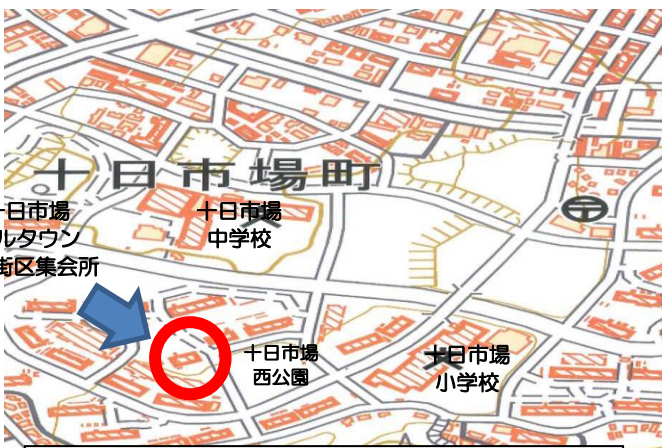 十日市場町
十日市場
ルタウン
街区集会所
十日市場
中学校
十日市場
西公園
十日市場
小学校